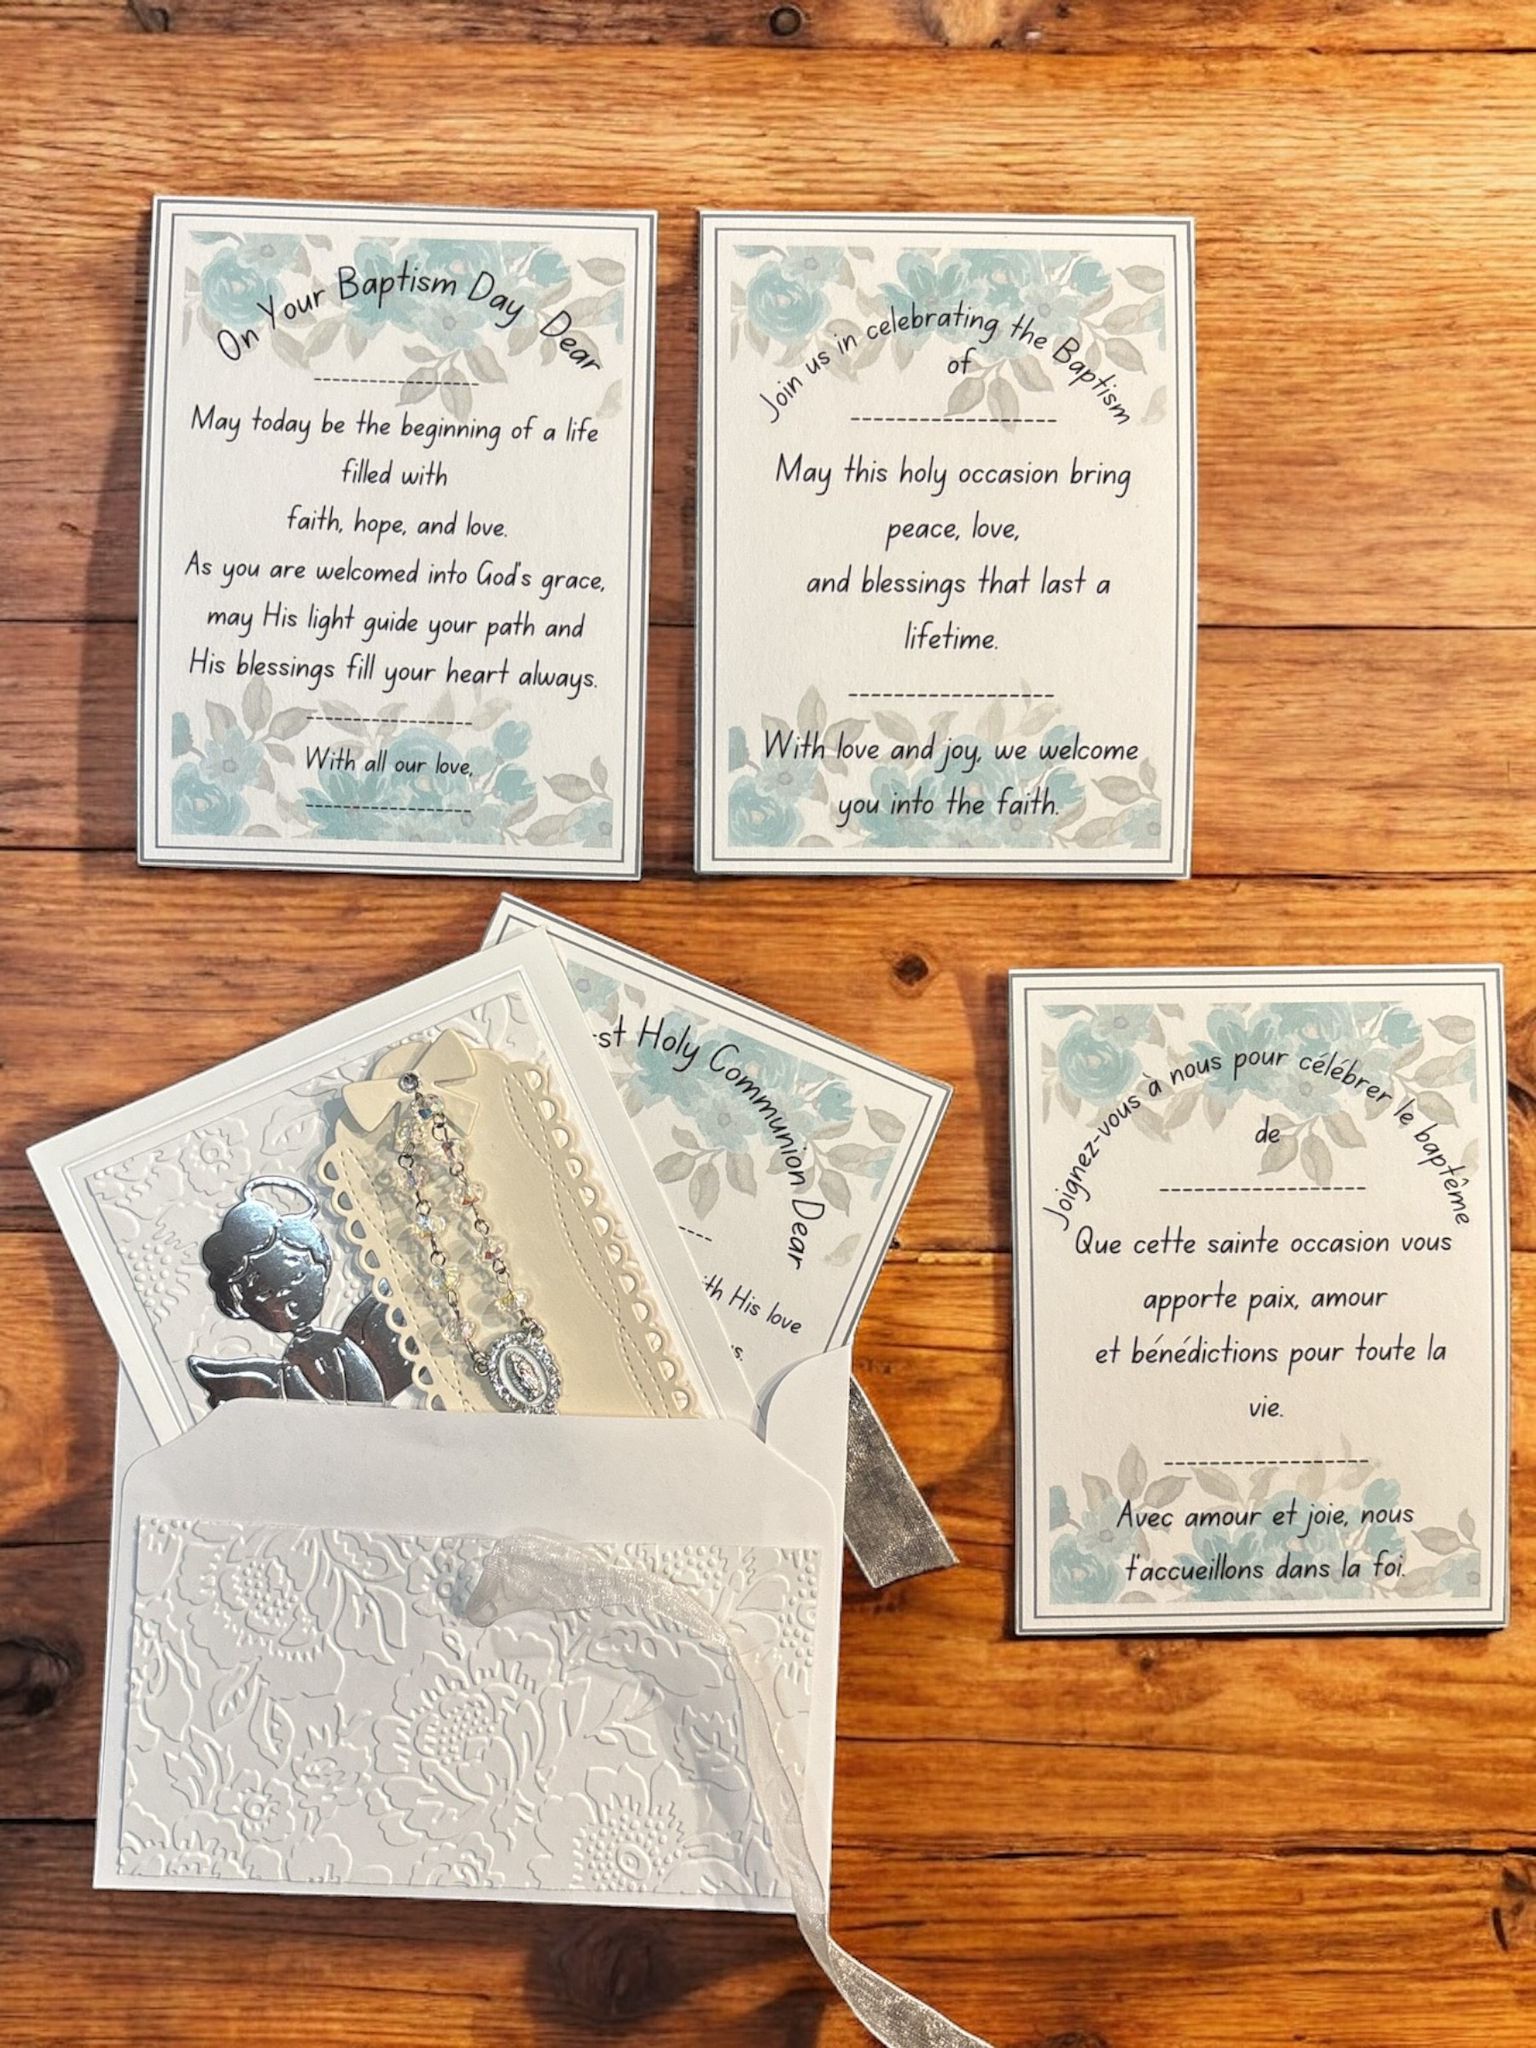 On Your Baptism Day Dear
May today be the beginning of a life
filled with
faith, hope, and love.
As you are welcomed into God's grace,
may His light guide your path and
His blessings fill your heart always.
With all our love,
Join us in celebrating the Baptism
of
May this holy occasion bring
peace, love,
and blessings that last a
lifetime.
With love and joy, we welcome
you into the faith.
Holy Communion Dear
His love
Joignez-vous à nous pour célébrer le baptême
de
Que cette sainte occasion vous
apporte paix, amour
et bénédictions pour toute la
vie.
Avec amour et joie, nous
t'accueillons dans la foi.